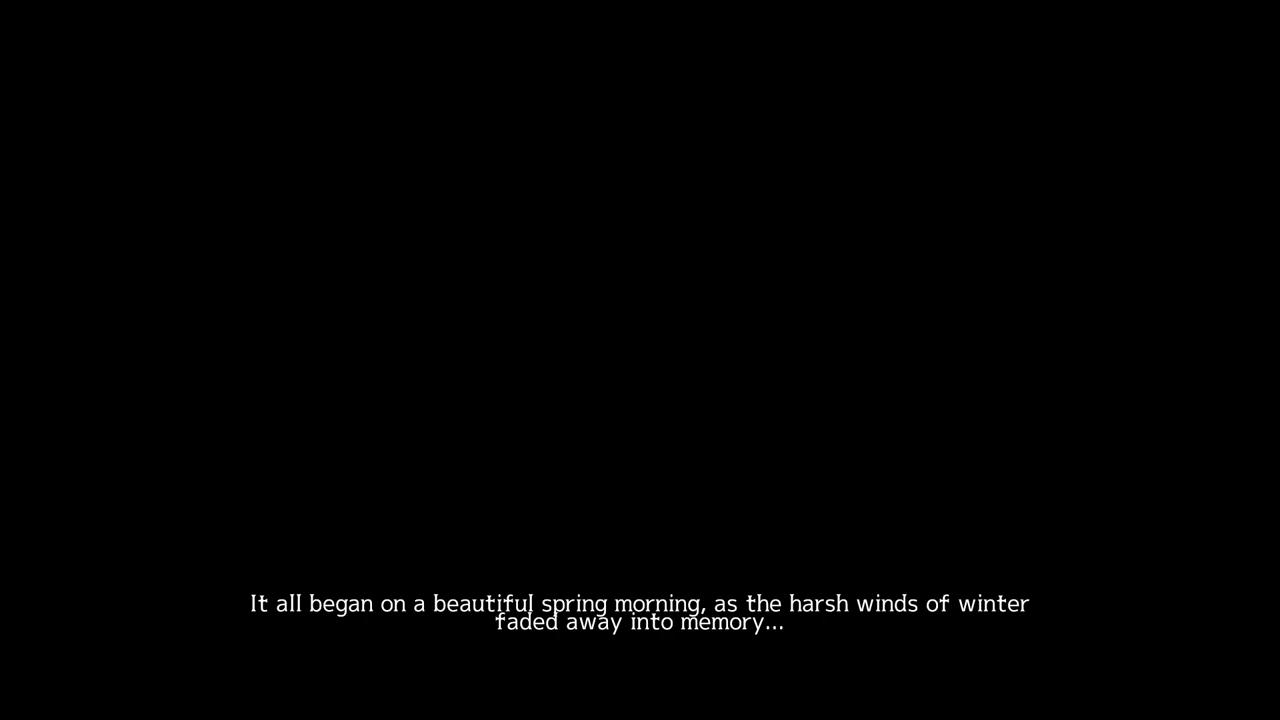 It all began on a beautiful spring morning, as the harsh winds of winter
faded away into memory...